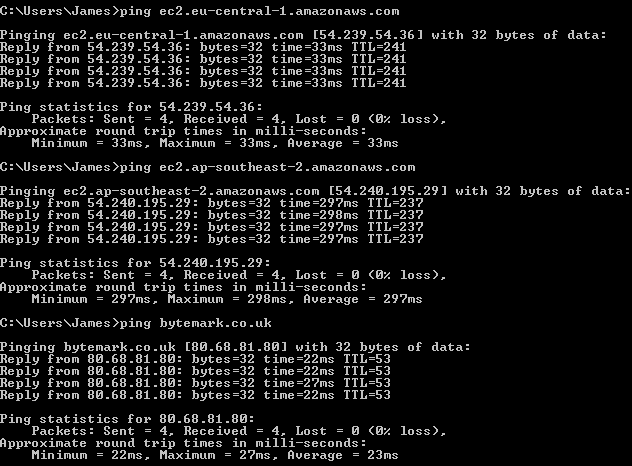 C:\Users\James>ping ec2.eu-central-1.amazonaws.com
Pinging ec2.eu-central-1.amazonaws.com [54.239.54.36] with 32 bytes of data:
Reply from 54.239.54.36: bytes=32 time=33ms TTL=241
Reply from 54.239.54.36: bytes=32 time=33ms TTL=241
Reply from 54.239.54.36: bytes=32 time=33ms TTL=241
Reply from 54.239.54.36: bytes=32 time=33ms TTL=241
Ping statistics for 54.239.54.36:
Packets: Sent = 4, Received = 4, Lost = 0 (0% loss),
Approximate round trip times in milli-seconds:
Minimum = 33ms, Maximum = 33ms, Average = 33ms
C:\Users\James>ping ec2.ap-southeast-2.amazonaws.com
Pinging ec2.ap-southeast-2.amazonaws.com [54.240.195.29] with 32 bytes of data:
Reply from 54.240.195.29: bytes=32 time=297ms TTL=237
Reply from 54.240.195.29: bytes=32 time=298ms TTL=237
Reply from 54.240.195.29: bytes=32 time=297ms TTL=237
Reply from 54.240.195.29: bytes=32 time=297ms TTL=237
Ping statistics for 54.240.195.29:
Packets: Sent = 4, Received = 4, Lost = 0 (0% loss),
Approximate round trip times in milli-seconds:
Minimum = 297ms, Maximum = 298ms, Average = 297ms
C:\Users\James>ping bytemark.co.uk
Pinging bytemark.co.uk [80.68.81.80] with 32 bytes of data:
Reply from 80.68.81.80: bytes=32 time=22ms TTL=53
Reply from 80.68.81.80: bytes=32 time=22ms TTL=53
Reply from 80.68.81.80: bytes=32 time=27ms TTL=53
Reply from 80.68.81.80: bytes=32 time=22ms TTL=53
Ping statistics for 80.68.81.80:
Packets: Sent = 4, Received = 4, Lost = 0 (0% loss),
Approximate round trip times in milli-seconds:
Minimum = 22ms, Maximum = 27ms, Average = 23ms